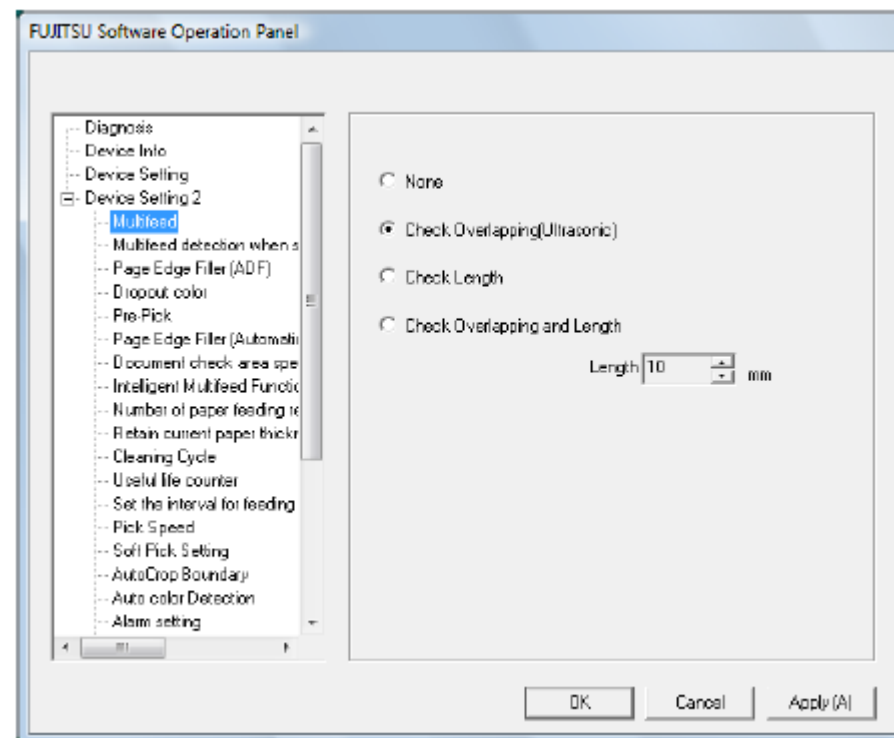 FUJITSU Software Operation Panel
Diagnosis
Device Info
Device Setting
Device Setting 2
Multifeed
Multifeed detection when s
Page Edge Filler (ADF)
Dropout color
Pre-Pick
Page Edge Filler (Automati
Document check area spe
Intelligent Multifeed Functio
Number of paper feeding re
Retain current paper thickn
Cleaning Cycle
Useful life counter
Set the interval for feeding
Pick Speed
Soft Pick Setting
AutoCrop Boundary
Auto color Detection
Alarm setting
None
Check Overlapping(Ultrasonic)
Check Length
Check Overlapping and Length
Length 10 mm
OK Cancel Apply (A)